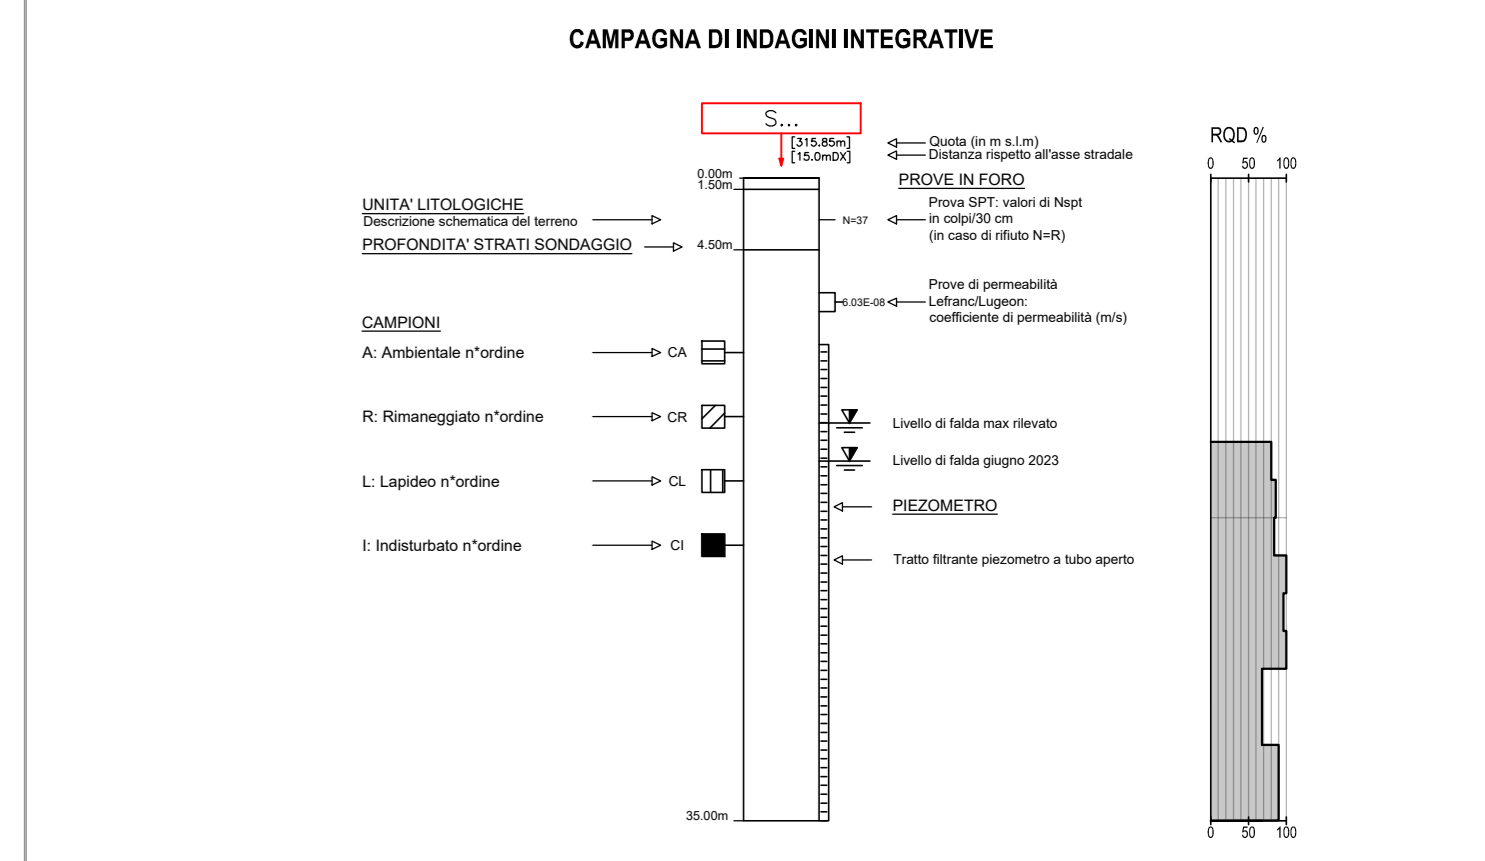 CAMPAGNA DI INDAGINI INTEGRATIVE
S...
[315.85m]
[15.0mDX]
Quota (in m s.l.m)
Distanza rispetto all'asse stradale
RQD %
0 50 100
0.00m
1.50m
PROVE IN FORO
UNITA' LITOLOGICHE
Descrizione schematica del terreno
N=37
Prova SPT: valori di Nspt
in colpi/30 cm
(in caso di rifiuto N=R)
PROFONDITA' STRATI SONDAGGIO
4.50m
6.03E-08
Prove di permeabilità
Lefranc/Lugeon:
coefficiente di permeabilità (m/s)
CAMPIONI
A: Ambientale n*ordine
CA
R: Rimaneggiato n*ordine
CR
Livello di falda max rilevato
Livello di falda giugno 2023
L: Lapideo n*ordine
CL
PIEZOMETRO
I: Indisturbato n*ordine
CI
Tratto filtrante piezometro a tubo aperto
35.00m
0 50 100